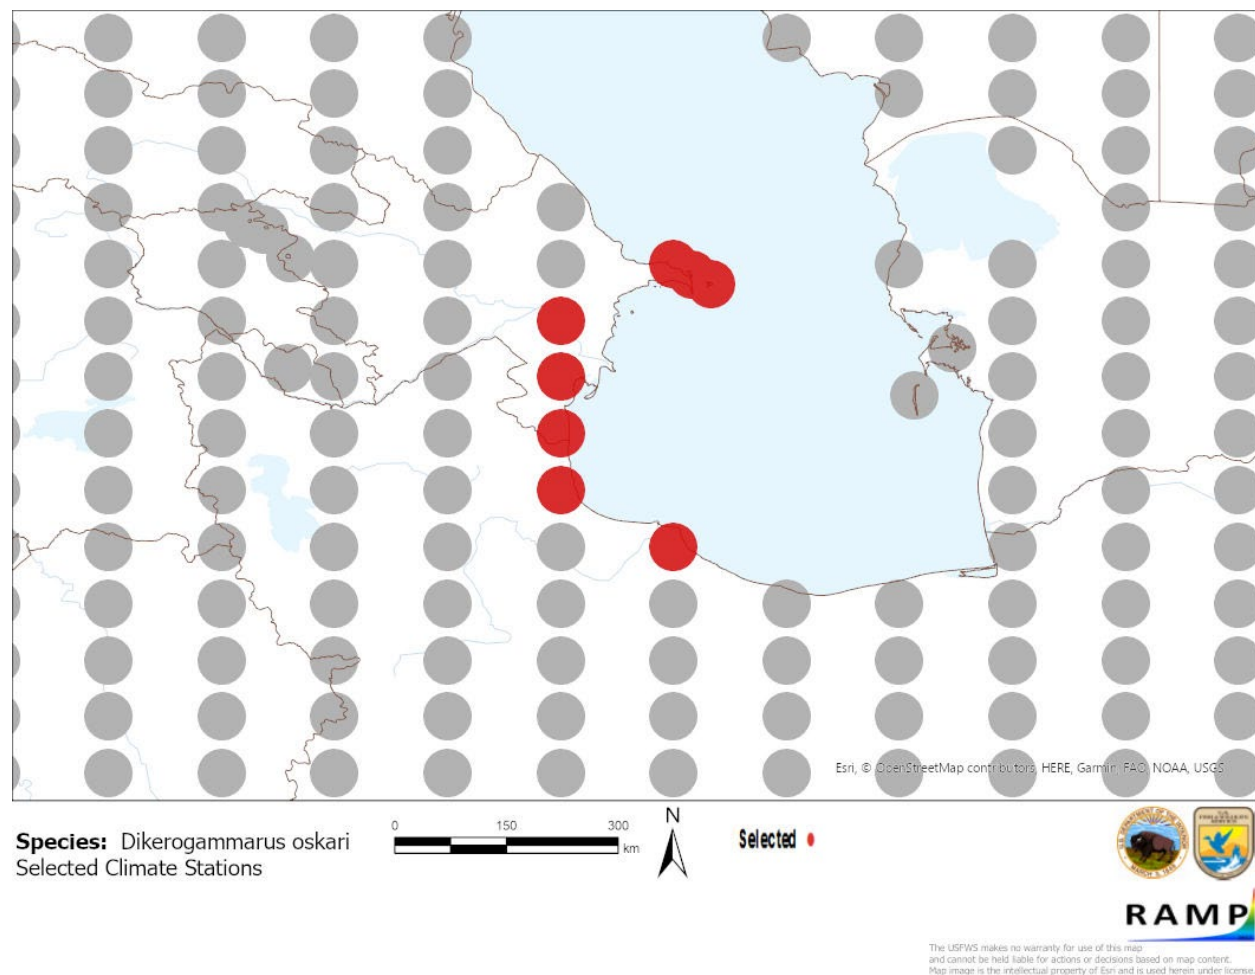 Esri, © OpenStreetMap contributors, HERE, Garmin, FAO, NOAA, USGS
Species: Dikerogammarus oskari
Selected Climate Stations
0 150 300
km
N
Selected
RAMP
The USFWS makes no warranty for use of this map
and cannot be held liable for actions or decisions based on map content.
Map image is the intellectual property of Esri and is used herein under license.